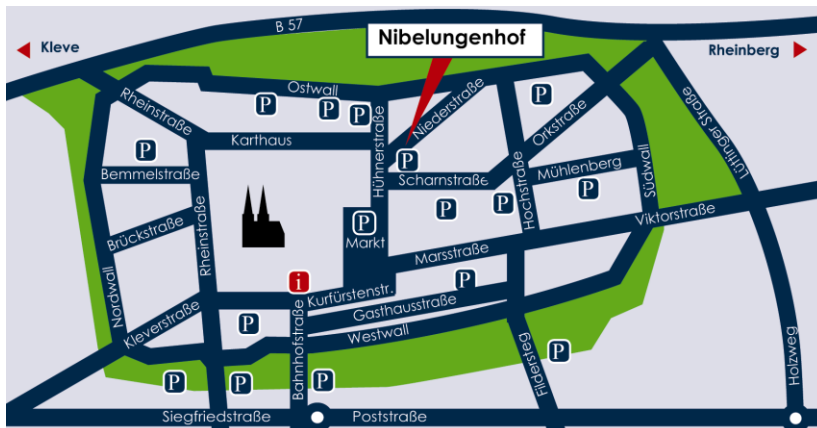 B 57
Kleve
Nibelungenhof
Rheinberg
Ostwall
Rheinstraße
P
P
P
P
P
Niederstraße
Orkstraße
Lüttinger Straße
Karthaus
Hühnerstraße
P
P
Bemmelstraße
Scharnstraße
Mühlenberg
Südwall
P
P
P
Hochstraße
Brückstraße
Rheinstraße
P
Markt
Viktorstraße
Nordwall
Marsstraße
i
P
Kurfürstenstr.
Gasthausstraße
Kleverstraße
P
Westwall
Bahnhofstraße
Fildersteg
P
Holzweg
P
P
P
Siegfriedstraße
Poststraße